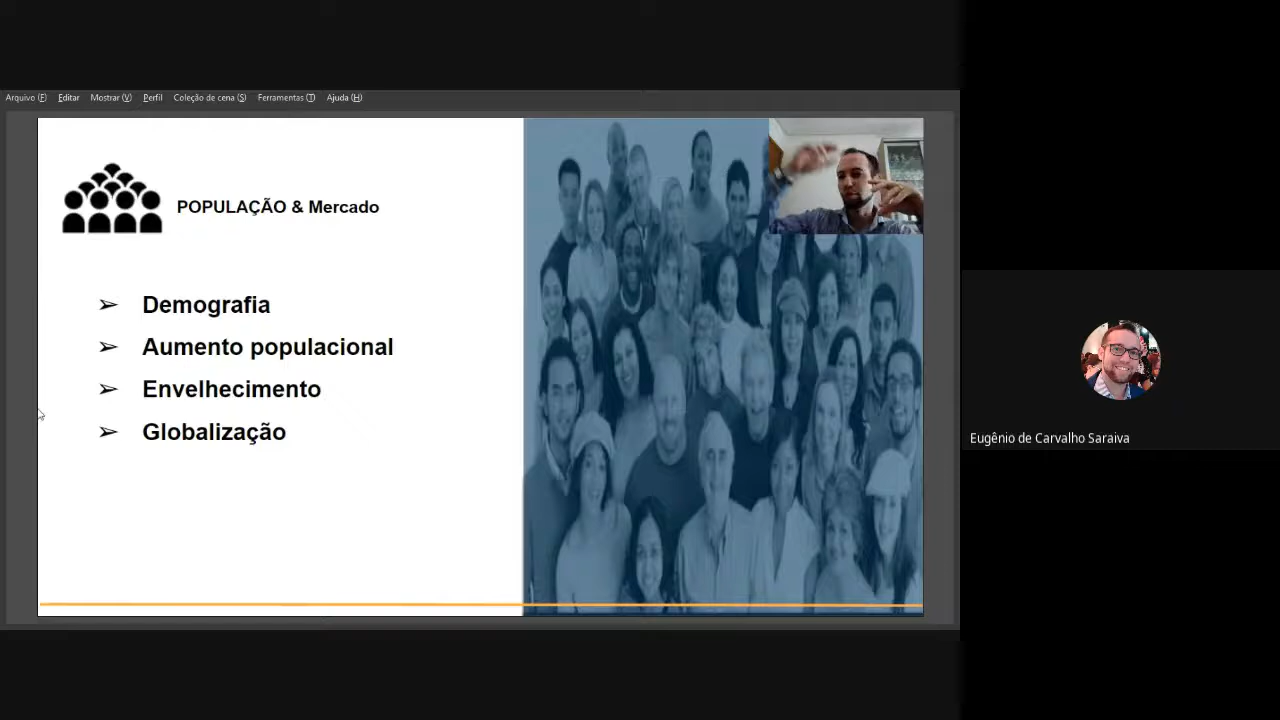 Arquivo (F) Editar Mostrar (V) Perfil Coleção de cena (S) Ferramentas (T) Ajuda (H)
POPULAÇÃO & Mercado
➢ Demografia
➢ Aumento populacional
➢ Envelhecimento
➢ Globalização
Eugênio de Carvalho Saraiva